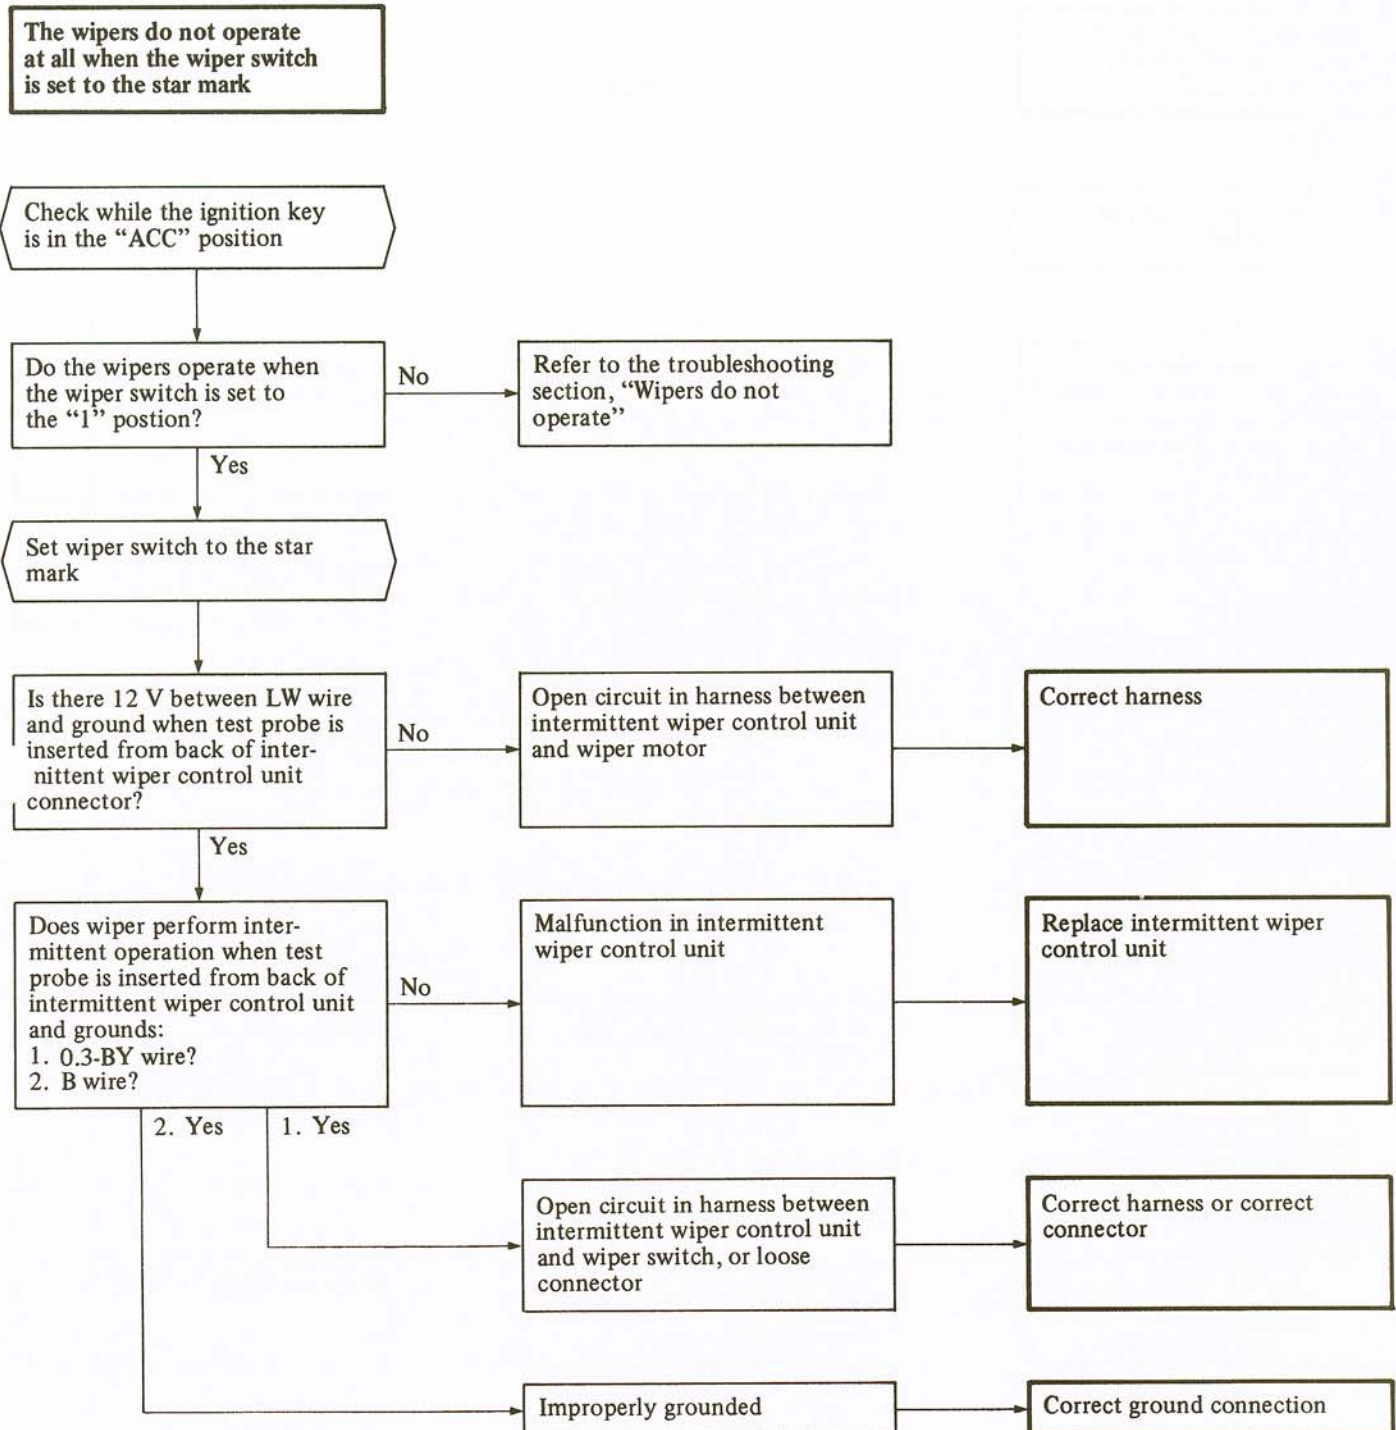 The wipers do not operate
at all when the wiper switch
is set to the star mark
Check while the ignition key
is in the “ACC” position
Do the wipers operate when
the wiper switch is set to
the “1” postion?
No
Refer to the troubleshooting
section, “Wipers do not
operate”
Yes
Set wiper switch to the star
mark
Is there 12 V between LW wire
and ground when test probe is
inserted from back of inter-
nittent wiper control unit
connector?
No
Open circuit in harness between
intermittent wiper control unit
and wiper motor
Correct harness
Yes
Does wiper perform inter-
mittent operation when test
probe is inserted from back of
intermittent wiper control unit
and grounds:
1. 0.3-BY wire?
2. B wire?
No
Malfunction in intermittent
wiper control unit
Replace intermittent wiper
control unit
2. Yes
1. Yes
Open circuit in harness between
intermittent wiper control unit
and wiper switch, or loose
connector
Correct harness or correct
connector
Improperly grounded
Correct ground connection